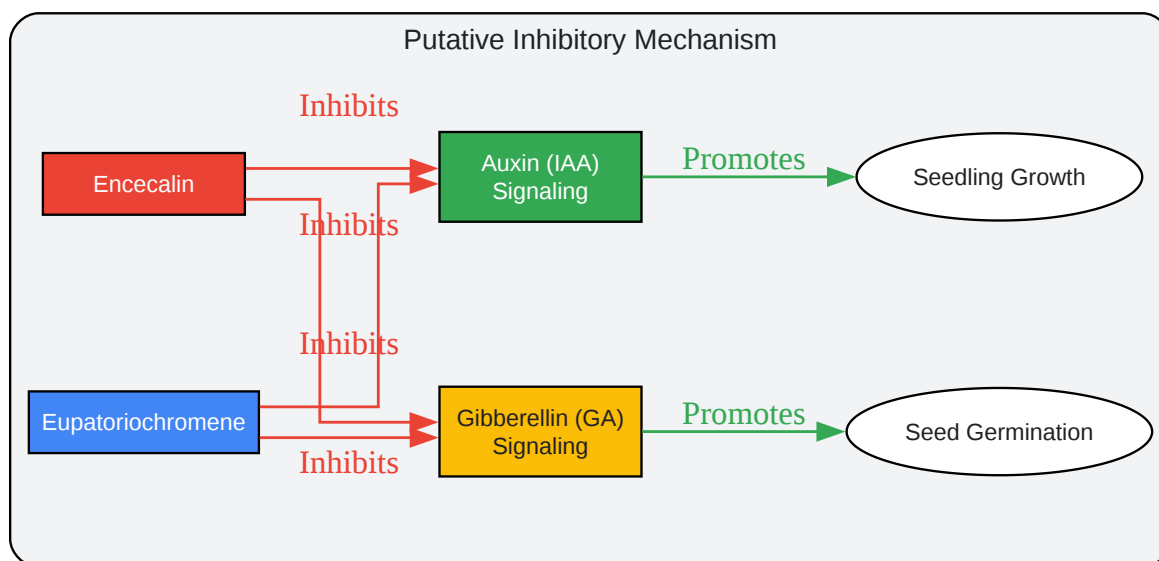 Putative Inhibitory Mechanism
Inhibits
Encecalin
Auxin (IAA)
Signaling
Promotes
Seedling Growth
Inhibits
Inhibits
Eupatoriochromene
Gibberellin (GA)
Signaling
Promotes
Seed Germination
Inhibits